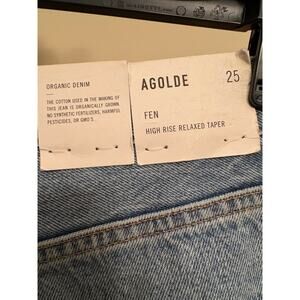 ORGANIC DENIM
THE COTTON USED IN THE MAKING OF
THIS JEAN IS ORGANICALLY GROWN
NO SYNTHETIC FERTILIZERS, HARMFUL
PESTICIDES, OR GMO'S
AGOLDE 25
FEN
HIGH RISE RELAXED TAPER